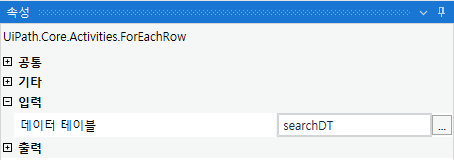 속성
UiPath.Core.Activities.ForEachRow
공통
기타
입력
데이터 테이블 searchDT ...
출력